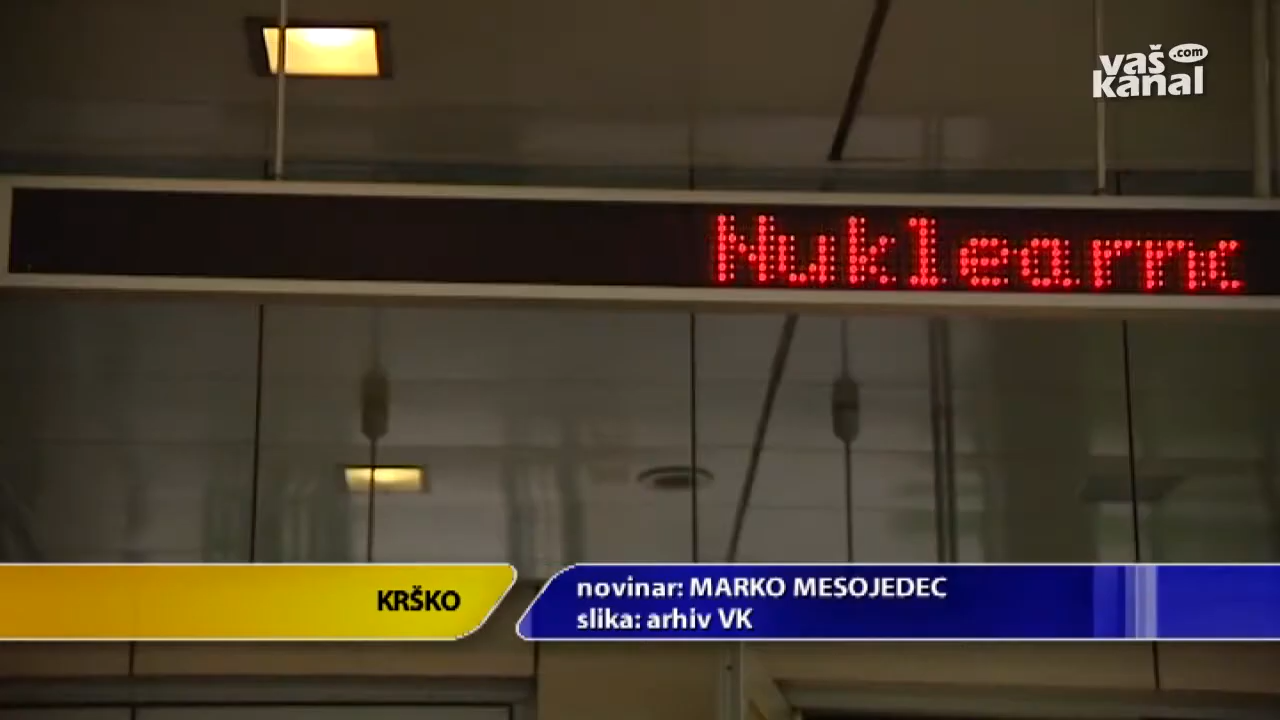 vaš.com
kanal
Nuklearn
KRŠKO
novinar: MARKO MESOJEDEC
slika: arhiv VK